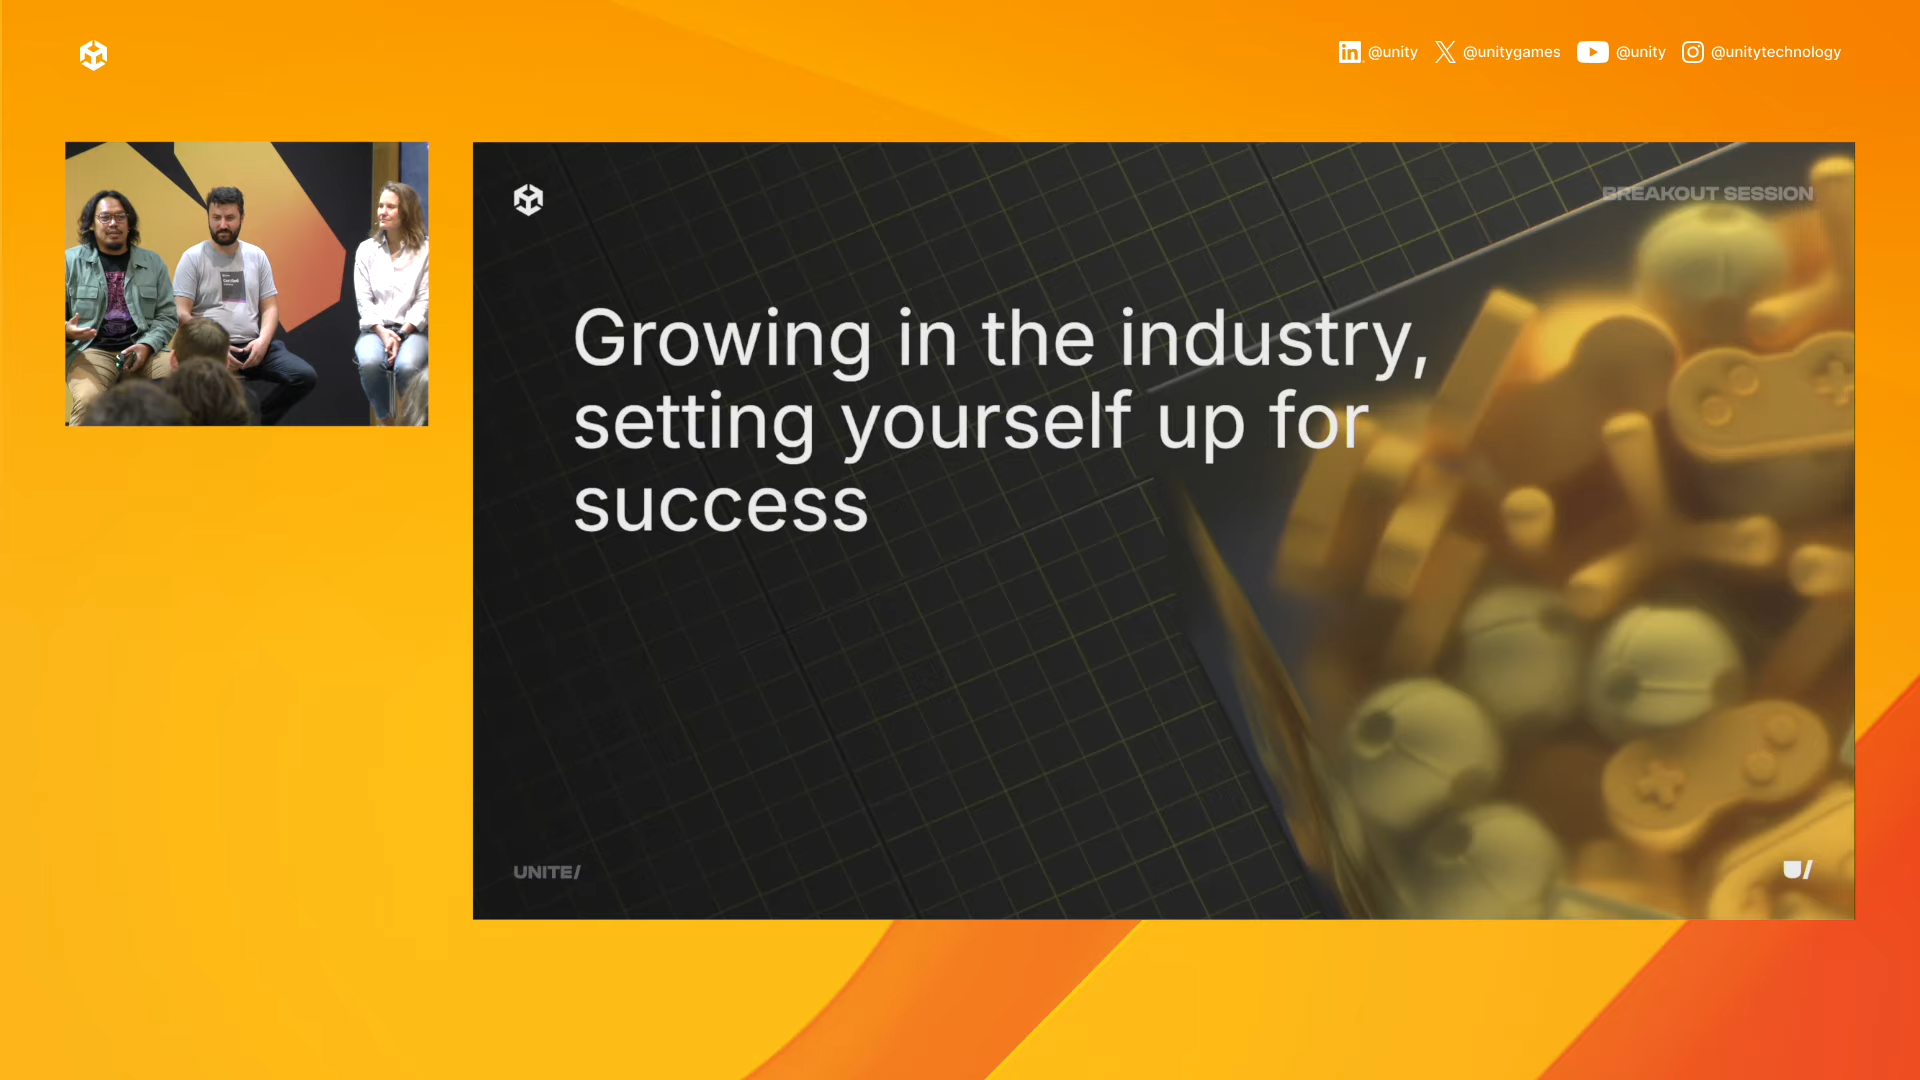 @unity @unitygames @unity @unitytechnology
BREAKOUT SESSION
Growing in the industry,
setting yourself up for
success
UNITE/
U/